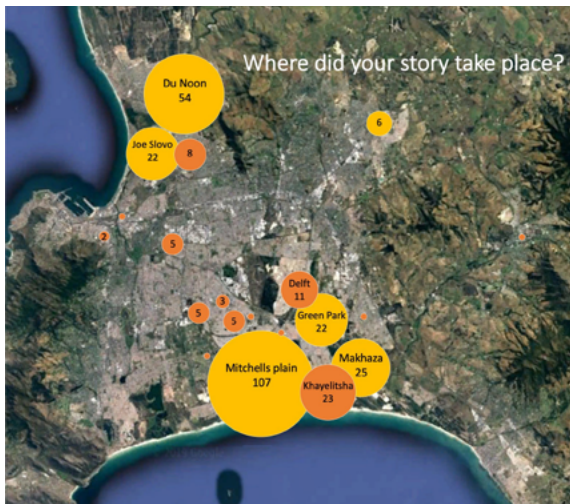 Where did your story take place?
Du Noon
54
6
Joe Slovo
22
8
2
5
Delft
11
3
5
5
Green Park
22
Mitchells plain
107
Makhaza
25
Khayelitsha
23